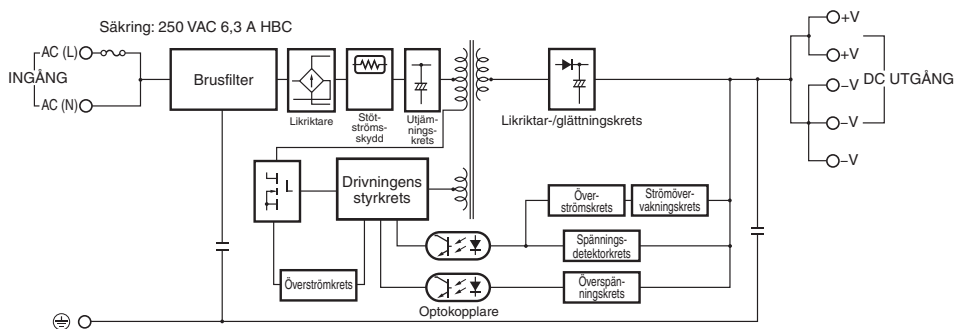 Säkring: 250 VAC 6,3 A HBC
AC (L)
INGÅNG
AC (N)
Brusfilter
Likriktare
Stöt-
ströms-
skydd
Utjäm-
nings-
krets
Likriktar-/glättningskrets
+V
+V
DC UTGÅNG
–V
–V
–V
Drivningens
styrkrets
Över-
strömskrets
Strömöver-
vakningskrets
Spännings-
detektorkrets
Överströmkrets
Överspän-
ningskrets
Optokopplare